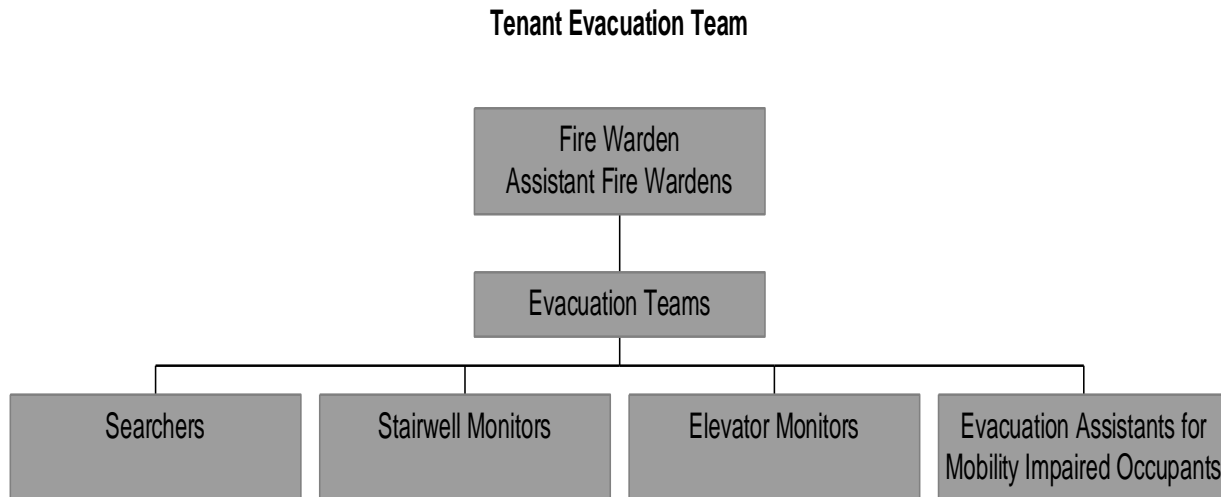 Tenant Evacuation Team
Fire Warden
Assistant Fire Wardens
Evacuation Teams
Searchers
Stairwell Monitors
Elevator Monitors
Evacuation Assistants for
Mobility Impaired Occupants